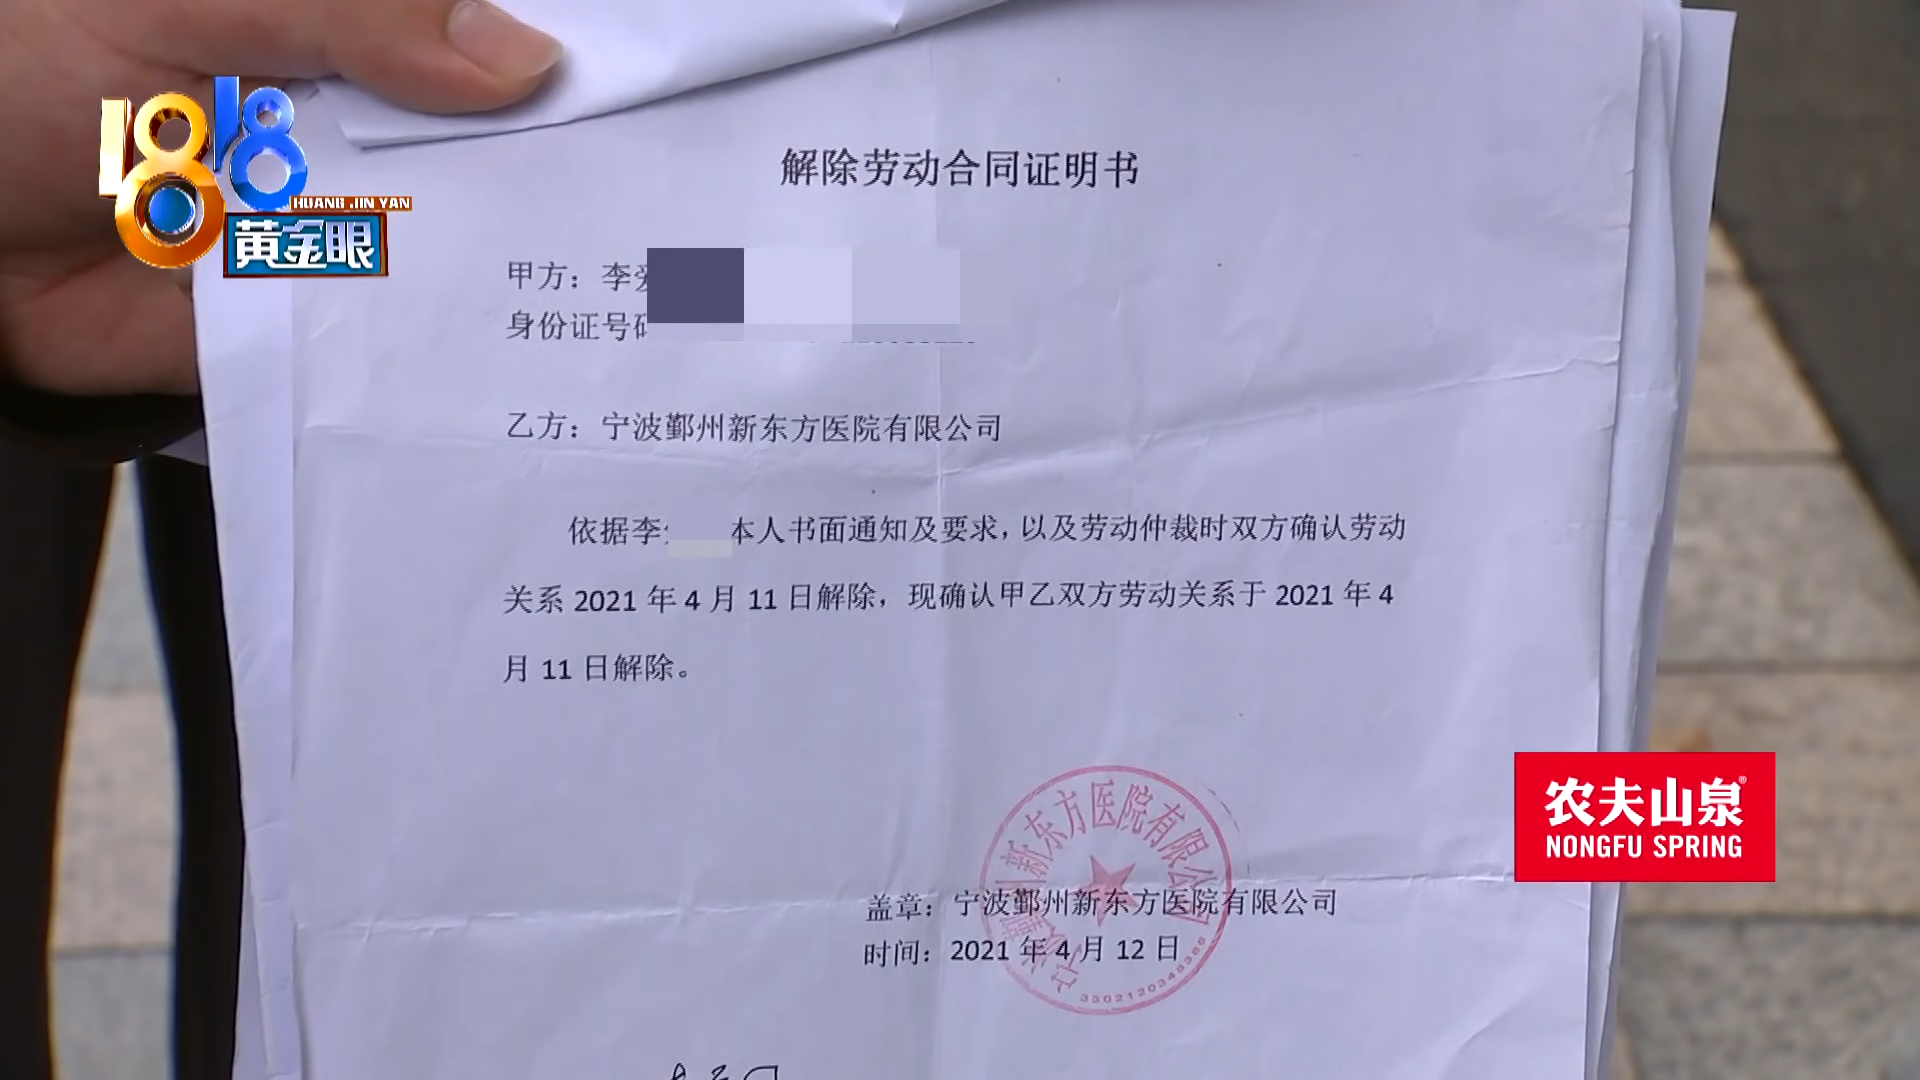 1818
HUANG JIN YAN
黄金眼
解除劳动合同证明书
甲方：李
身份证号
乙方：宁波鄞州新东方医院有限公司
依据李 本人书面通知及要求，以及劳动仲裁时双方确认劳动
关系 2021 年 4 月 11 日解除，现确认甲乙双方劳动关系于 2021 年 4
月 11 日解除。
农夫山泉®
NONGFU SPRING
宁波鄞州新东方医院有限公司
盖章：宁波鄞州新东方医院有限公司
时间：2021 年 4 月 12 日